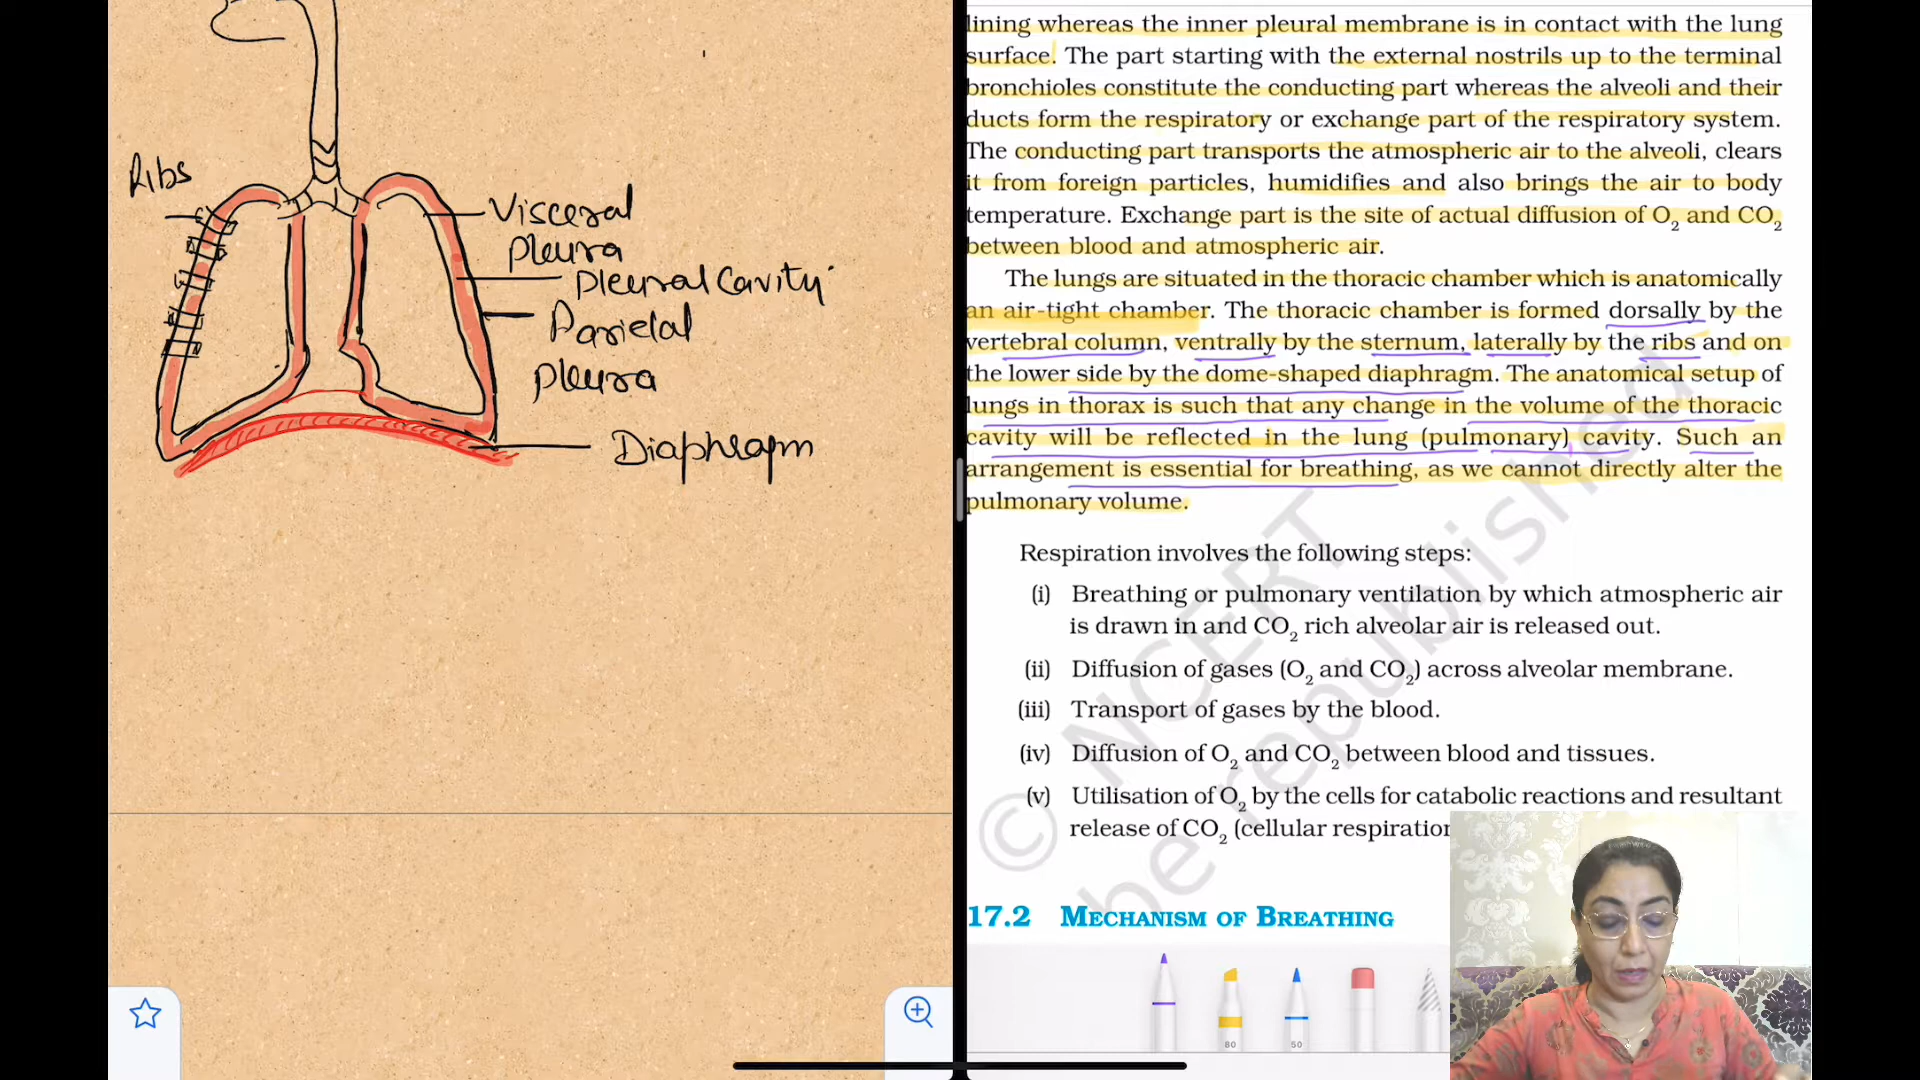 Ribs
Visceral
Pleura
Pleural Cavity
Parietal
Pleura
Diaphragm
lining whereas the inner pleural membrane is in contact with the lung
surface. The part starting with the external nostrils up to the terminal
bronchioles constitute the conducting part whereas the alveoli and their
ducts form the respiratory or exchange part of the respiratory system.
The conducting part transports the atmospheric air to the alveoli, clears
it from foreign particles, humidifies and also brings the air to body
temperature. Exchange part is the site of actual diffusion of O₂ and CO₂
between blood and atmospheric air.
The lungs are situated in the thoracic chamber which is anatomically
an air-tight chamber. The thoracic chamber is formed dorsally by the
vertebral column, ventrally by the sternum, laterally by the ribs and on
the lower side by the dome-shaped diaphragm. The anatomical setup of
lungs in thorax is such that any change in the volume of the thoracic
cavity will be reflected in the lung (pulmonary) cavity. Such an
arrangement is essential for breathing, as we cannot directly alter the
pulmonary volume.
Respiration involves the following steps:
(i) Breathing or pulmonary ventilation by which atmospheric air
is drawn in and CO₂ rich alveolar air is released out.
(ii) Diffusion of gases (O₂ and CO₂) across alveolar membrane.
(iii) Transport of gases by the blood.
(iv) Diffusion of O₂ and CO₂ between blood and tissues.
(v) Utilisation of O₂ by the cells for catabolic reactions and resultant
release of CO₂ (cellular respiration
© NCERT
be republished
17.2 MECHANISM OF BREATHING
80
50